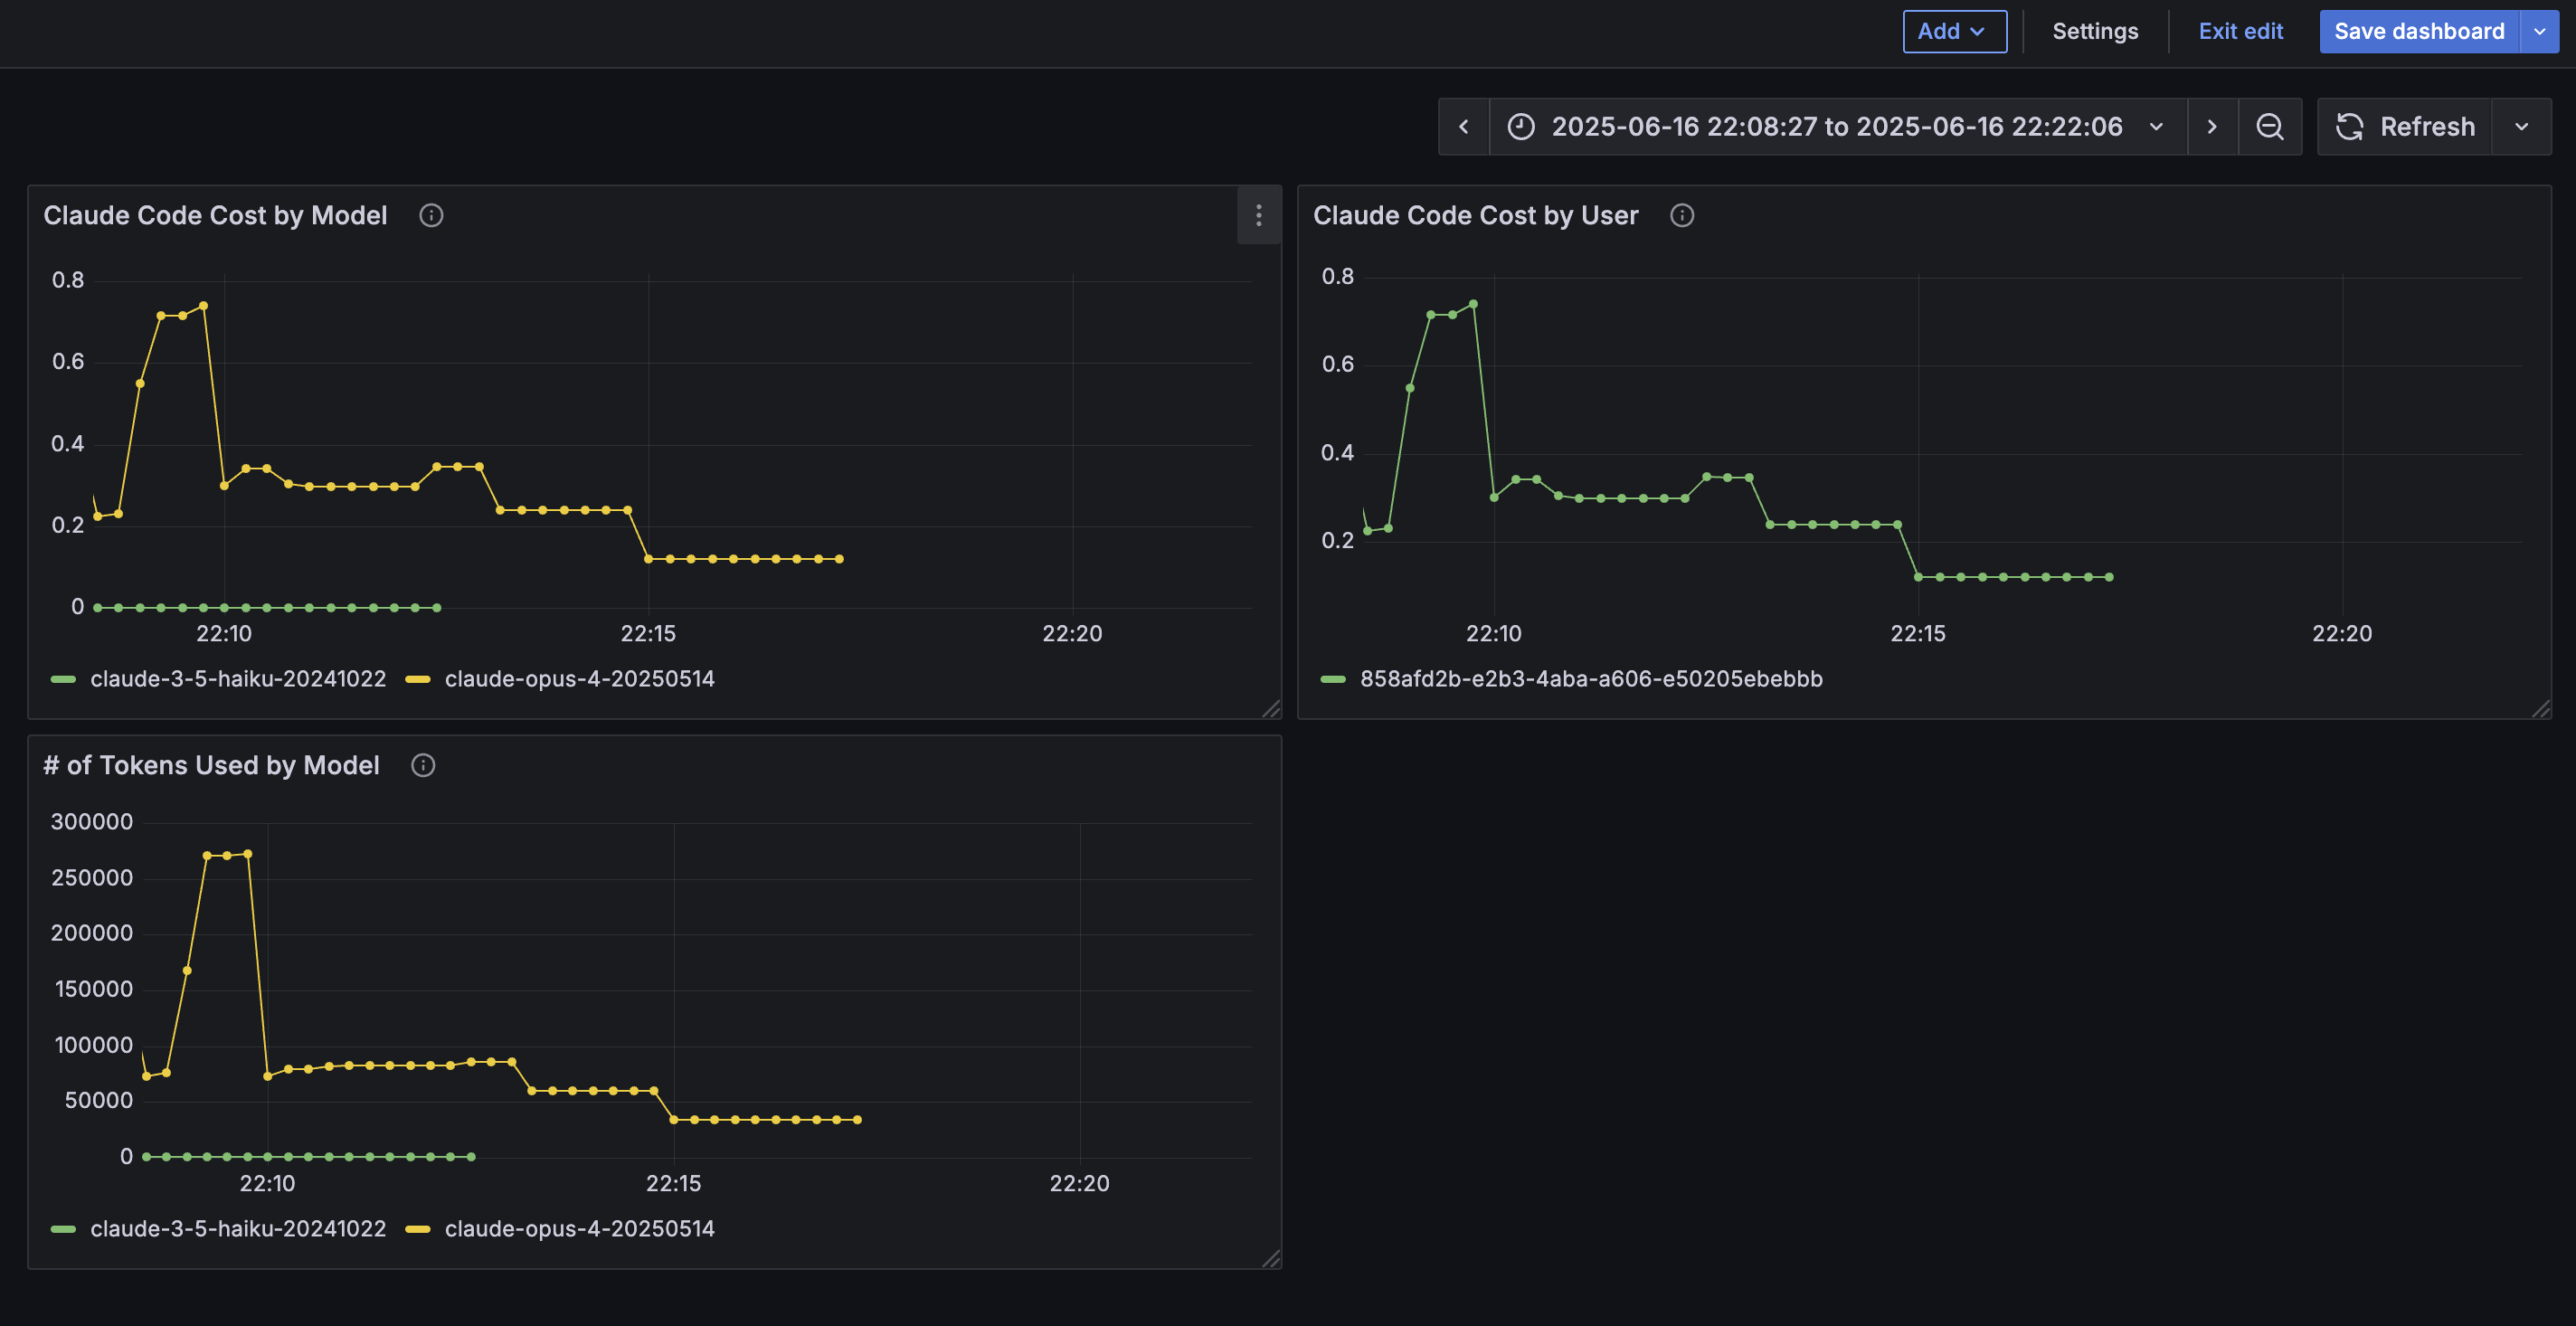 Add
Settings
Exit edit
Save dashboard
2025-06-16 22:08:27 to 2025-06-16 22:22:06
Refresh
Claude Code Cost by Model
0.8
0.6
0.4
0.2
0
22:10
22:15
22:20
claude-3-5-haiku-20241022
claude-opus-4-20250514
Claude Code Cost by User
0.8
0.6
0.4
0.2
22:10
22:15
22:20
858afd2b-e2b3-4aba-a606-e50205ebebbb
# of Tokens Used by Model
300000
250000
200000
150000
100000
50000
0
22:10
22:15
22:20
claude-3-5-haiku-20241022
claude-opus-4-20250514